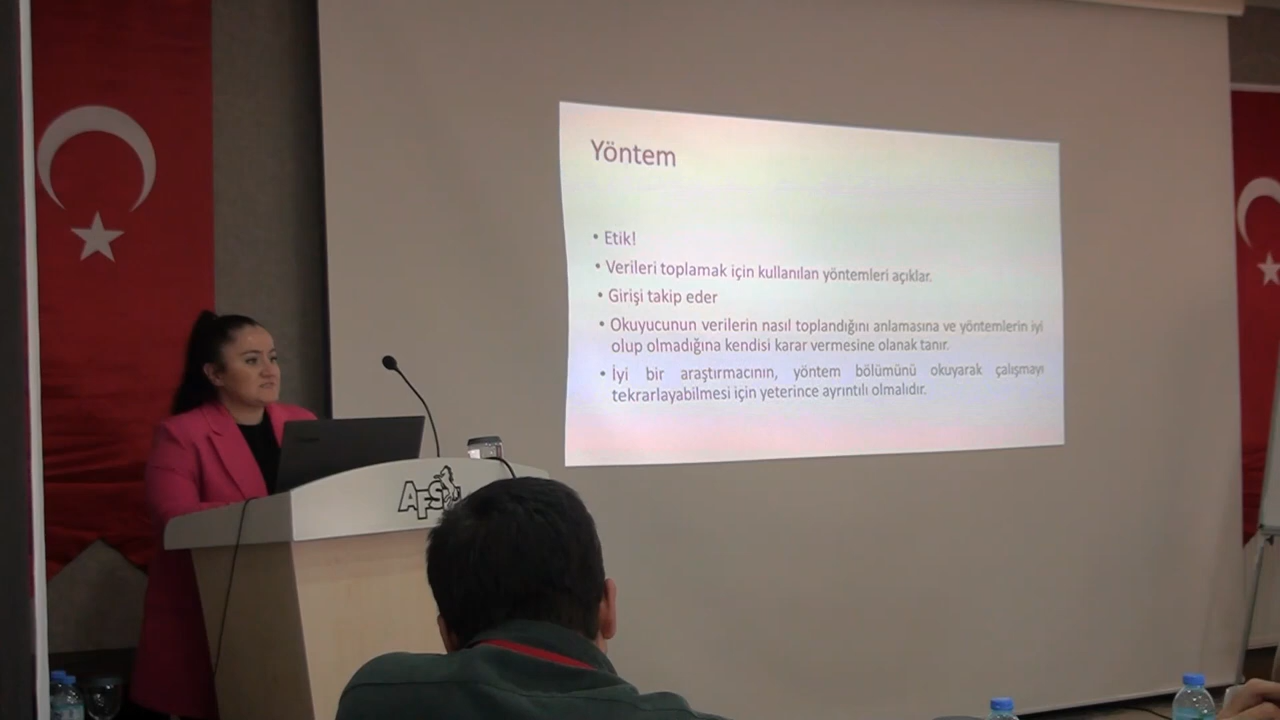 Yöntem
• Etik!
• Verileri toplamak için kullanılan yöntemleri açıklar.
• Girişi takip eder
• Okuyucunun verilerin nasıl toplandığını anlamasına ve yöntemlerin iyi
olup olmadığına kendisi karar vermesine olanak tanır.
• İyi bir araştırmacının, yöntem bölümünü okuyarak çalışmayı
tekrarlayabilmesi için yeterince ayrıntılı olmalıdır.
AFS